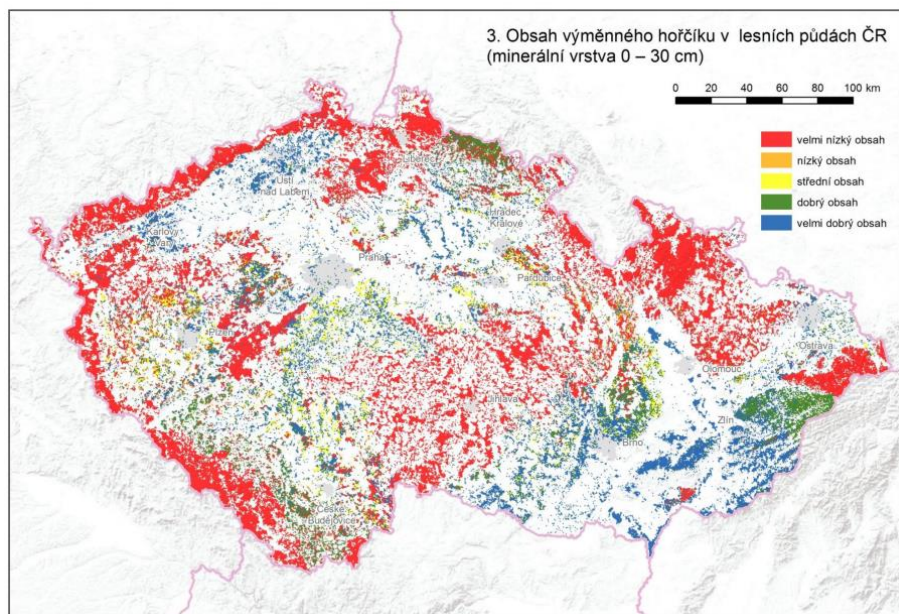 3. Obsah výměnného hořčíku v lesních půdách ČR
(minerální vrstva 0 – 30 cm)
0 20 40 60 80 100 km
velmi nízký obsah
nízký obsah
střední obsah
dobrý obsah
velmi dobrý obsah
Liberec
Ústí
nad Labem
Hradec
Králové
Karlovy
Vary
Praha
Pardubice
Ostrava
Olomouc
Jihlava
Zlín
Brno
České
Budějovice